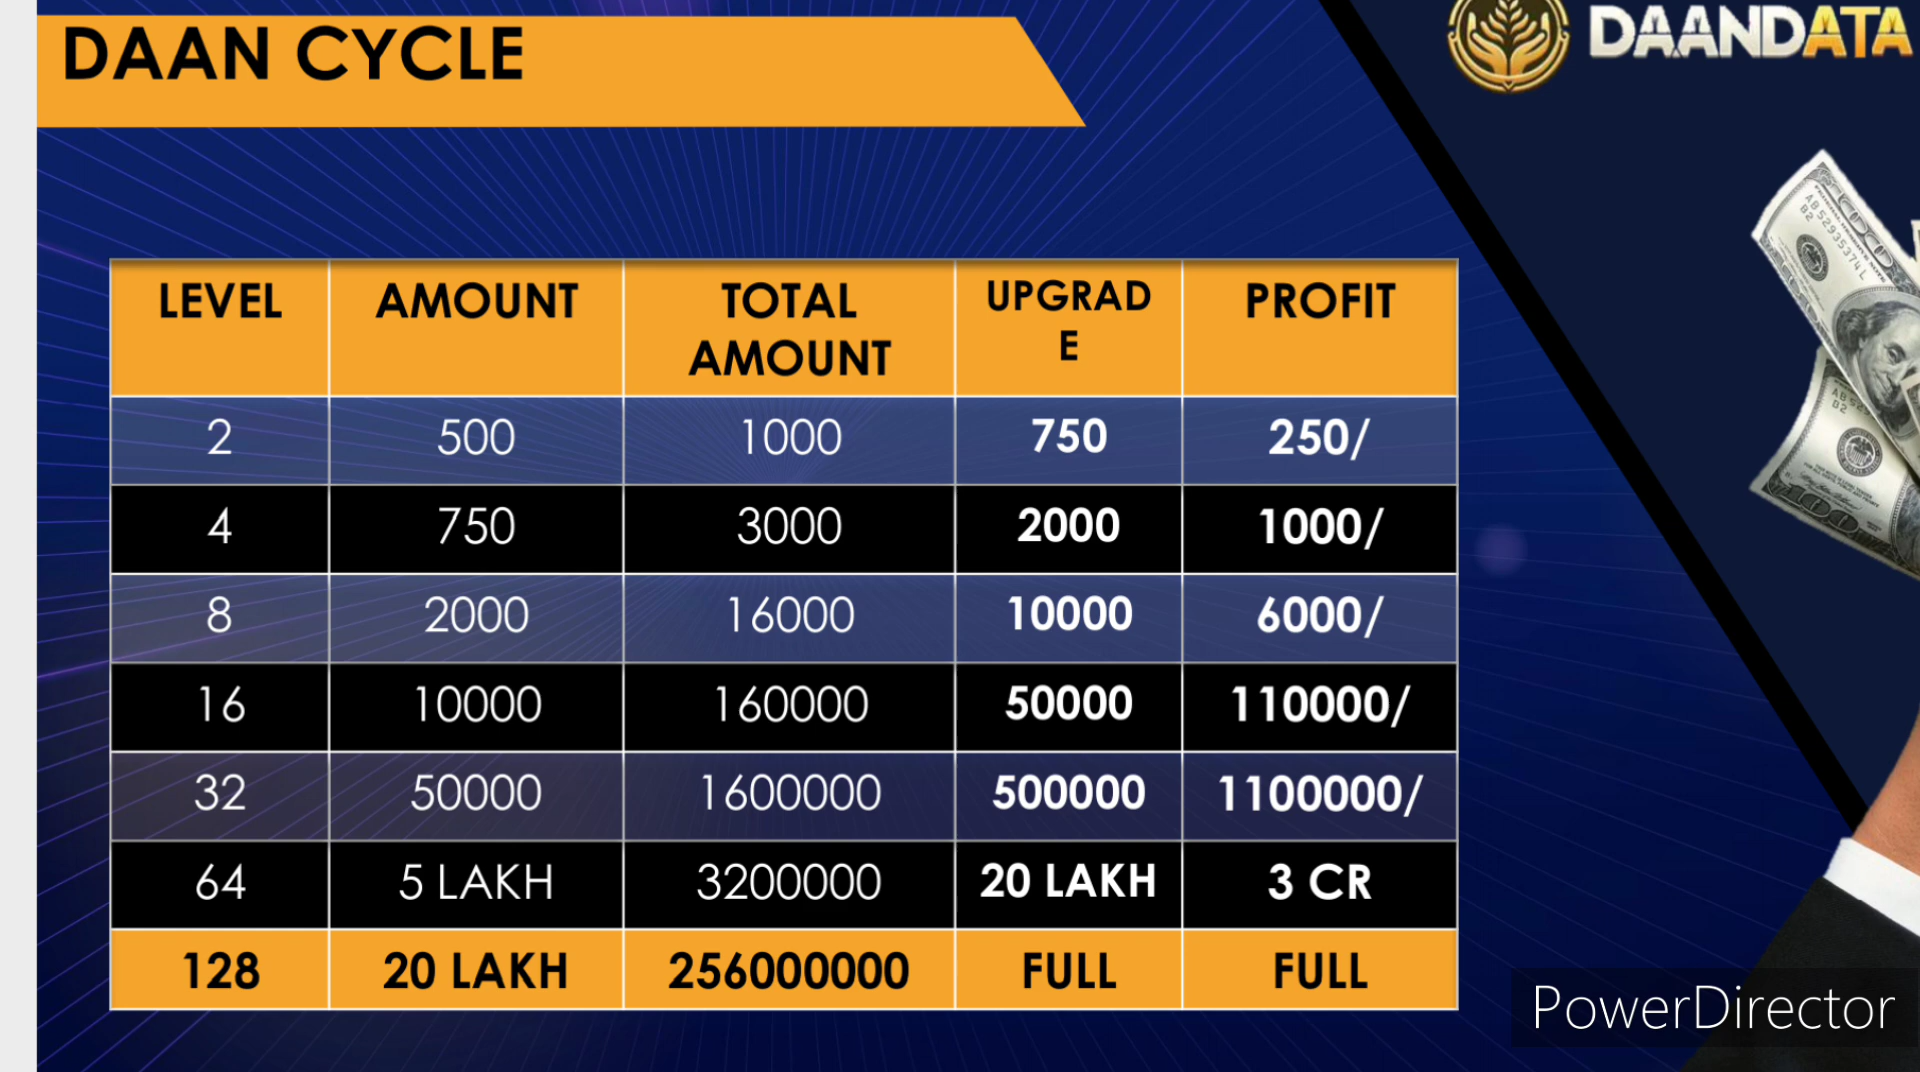 DAAN CYCLE
DAANDATA
LEVEL AMOUNT TOTAL AMOUNT UPGRADE PROFIT
2 500 1000 750 250/
4 750 3000 2000 1000/
8 2000 16000 10000 6000/
16 10000 160000 50000 110000/
32 50000 1600000 500000 1100000/
64 5 LAKH 3200000 20 LAKH 3 CR
128 20 LAKH 256000000 FULL FULL
PowerDirector